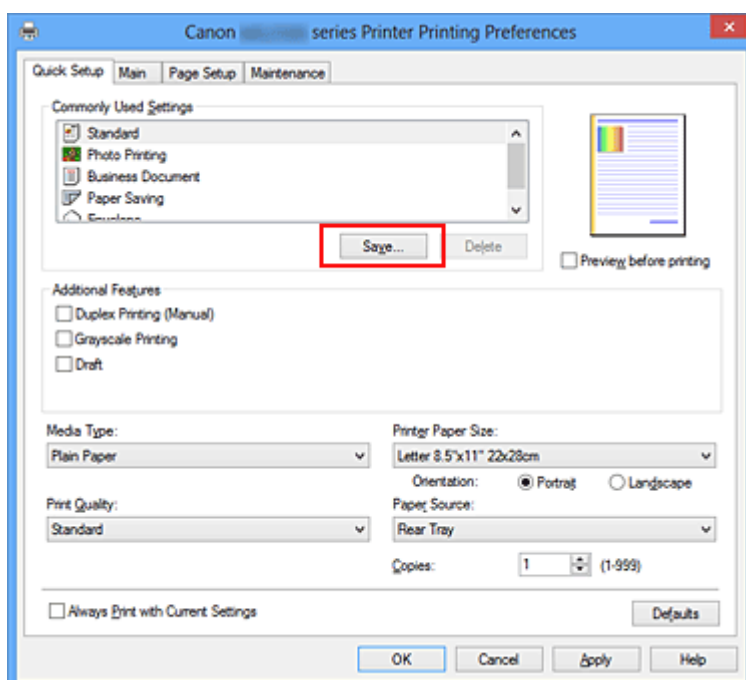 Canon series Printer Printing Preferences
Quick Setup Main Page Setup Maintenance
Commonly Used Settings
Standard
Photo Printing
Business Document
Paper Saving
Envelope
Save... Delete
Preview before printing
Additional Features
Duplex Printing (Manual)
Grayscale Printing
Draft
Media Type: Printer Paper Size:
Plain Paper Letter 8.5"x11" 22x28cm
Orientation: Portrait Landscape
Print Quality: Paper Source:
Standard Rear Tray
Copies: 1 (1-999)
Always Print with Current Settings Defaults
OK Cancel Apply Help